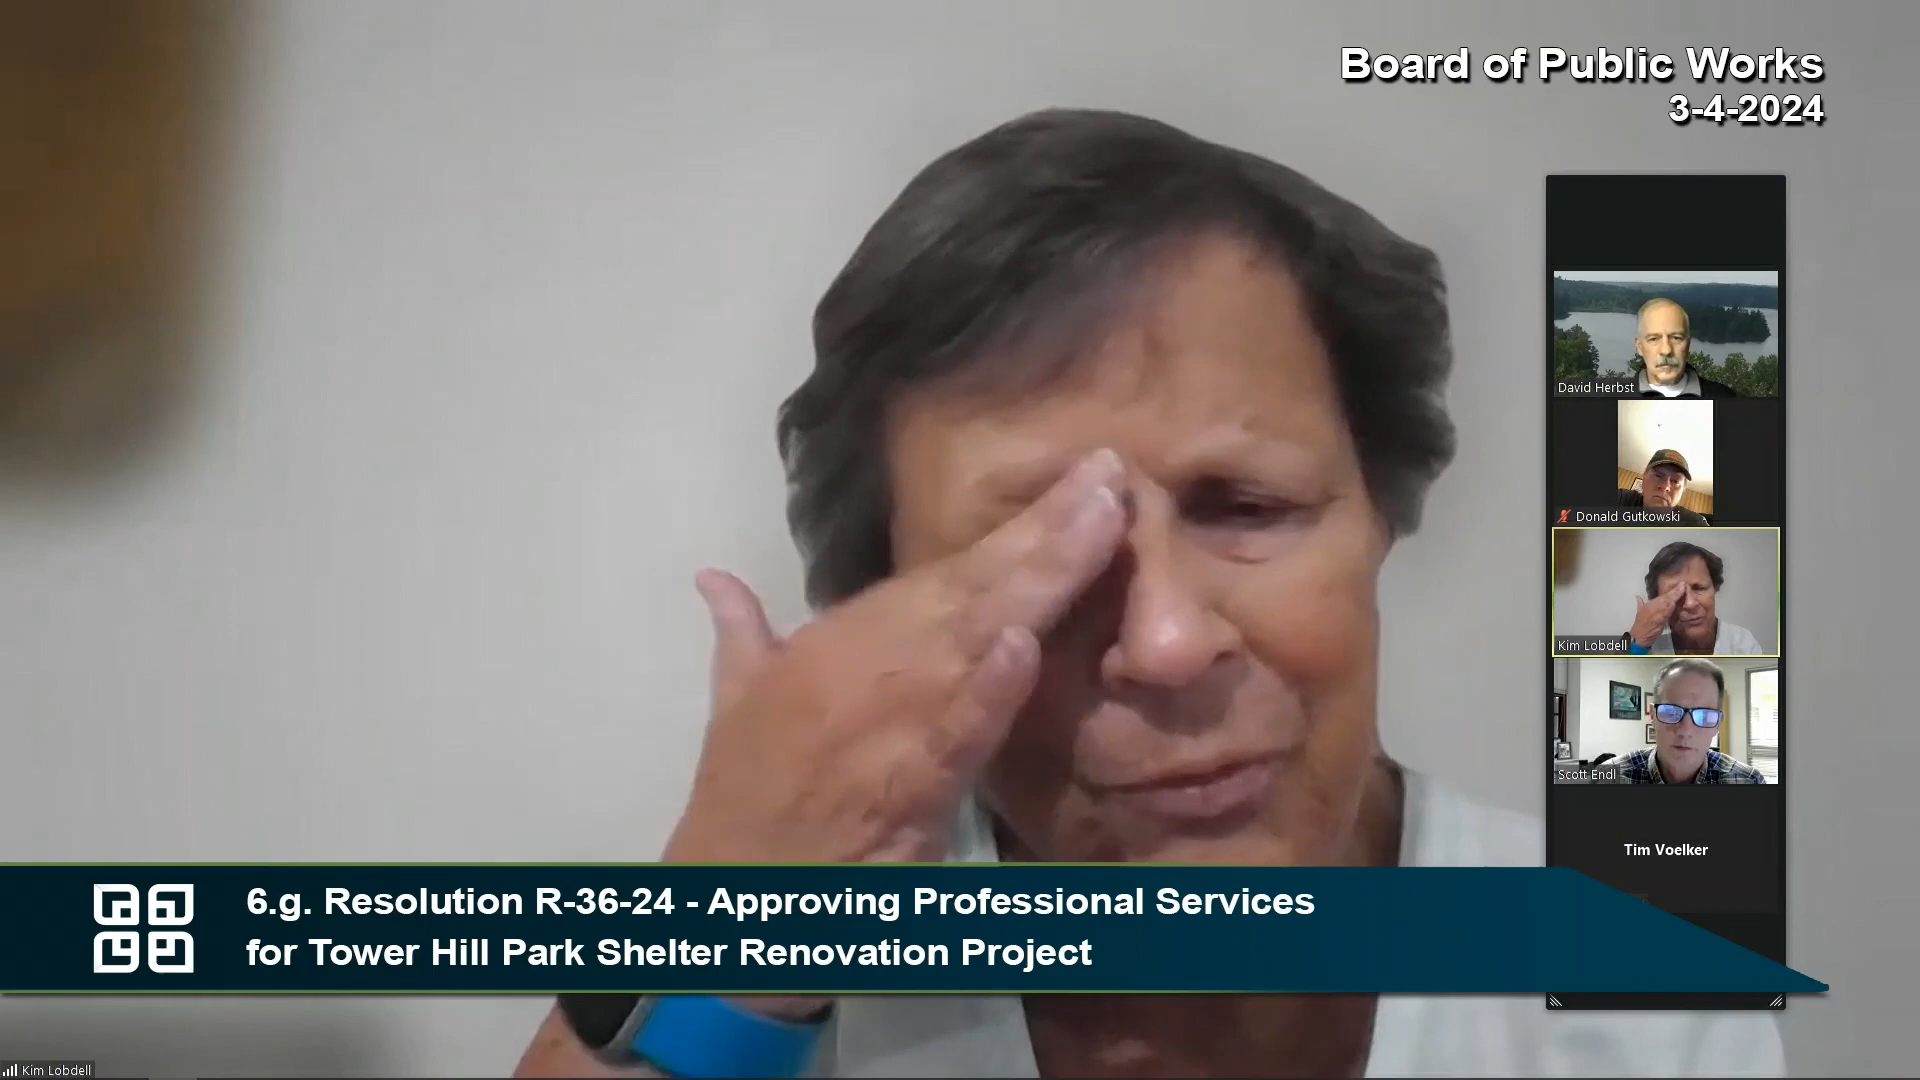 Board of Public Works
3-4-2024
David Herbst
Donald Gutkowski
Kim Lobdell
Scott Endl
Tim Voelker
6.g. Resolution R-36-24 - Approving Professional Services
for Tower Hill Park Shelter Renovation Project
Kim Lobdell